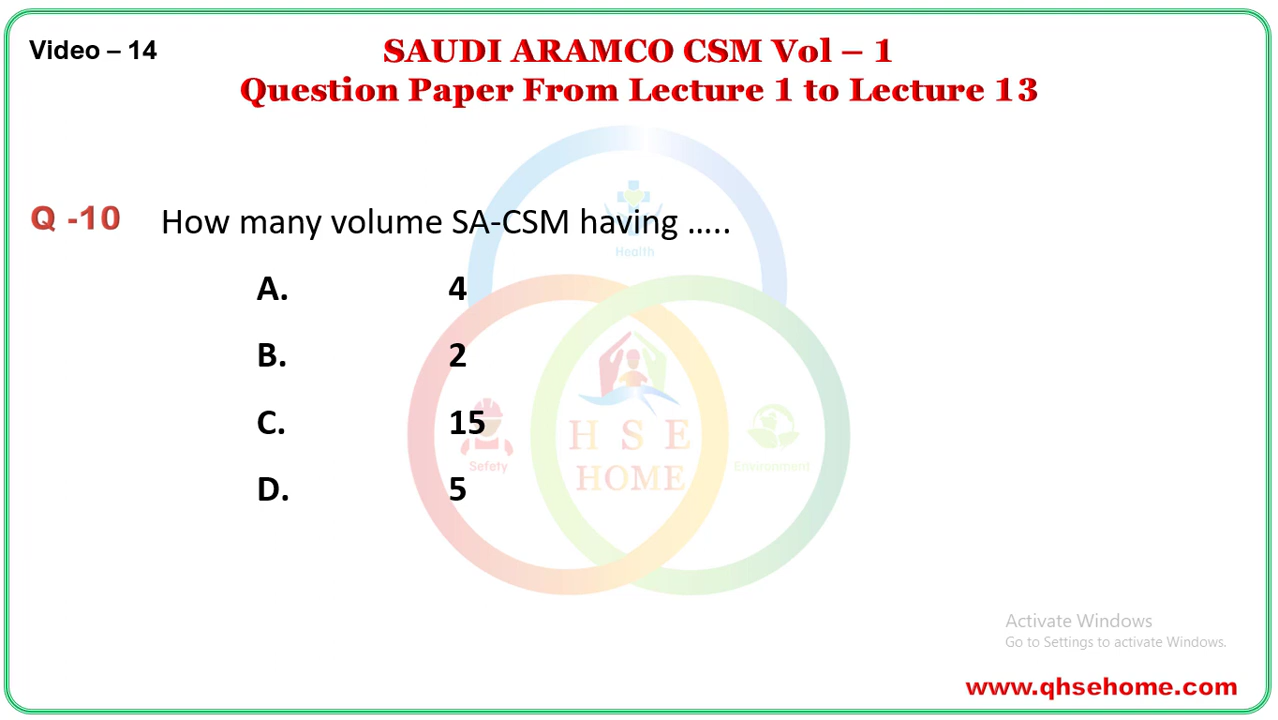 Video – 14
SAUDI ARAMCO CSM Vol – 1
Question Paper From Lecture 1 to Lecture 13
Q -10 How many volume SA-CSM having …..
Health
A. 4
B. 2
C. 15
D. 5
H S E
HOME
Sefety
Environment
Activate Windows
Go to Settings to activate Windows.
www.qhsehome.com